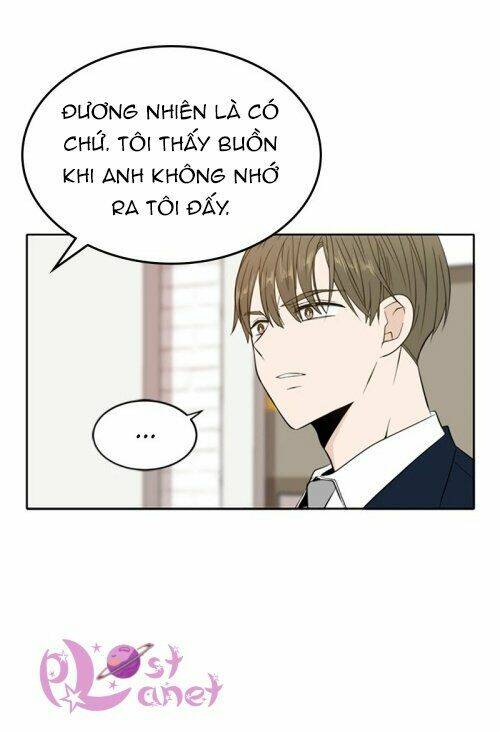 ĐƯƠNG NHIÊN LÀ CÓ
CHỨ. TÔI THẤY BUỒN
KHI ANH KHÔNG NHỚ
RA TÔI ĐẤY.
...
Lost
Planet